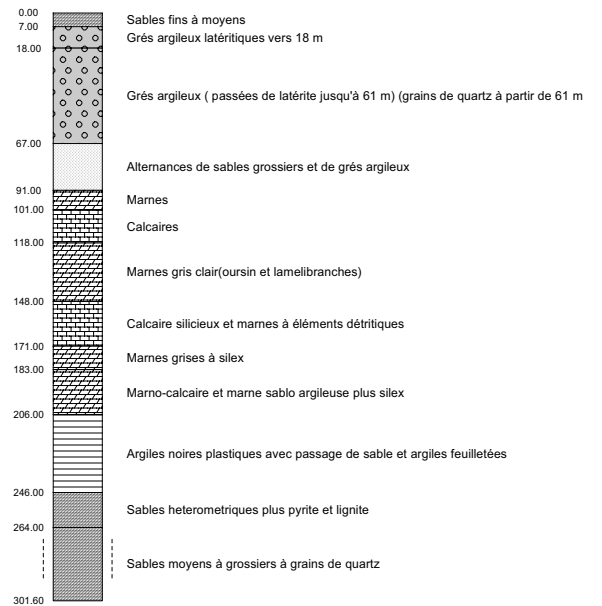 0.00
Sables fins à moyens
7.00
Grés argileux latéritiques vers 18 m
18.00
Grés argileux ( passées de latérite jusqu'à 61 m) (grains de quartz à partir de 61 m
67.00
Alternances de sables grossiers et de grés argileux
91.00
Marnes
101.00
Calcaires
118.00
Marnes gris clair(oursin et lamelibranches)
148.00
Calcaire silicieux et marnes à éléments détritiques
171.00
Marnes grises à silex
183.00
Marno-calcaire et marne sablo argileuse plus silex
206.00
Argiles noires plastiques avec passage de sable et argiles feuilletées
246.00
Sables heterometriques plus pyrite et lignite
264.00
Sables moyens à grossiers à grains de quartz
301.60